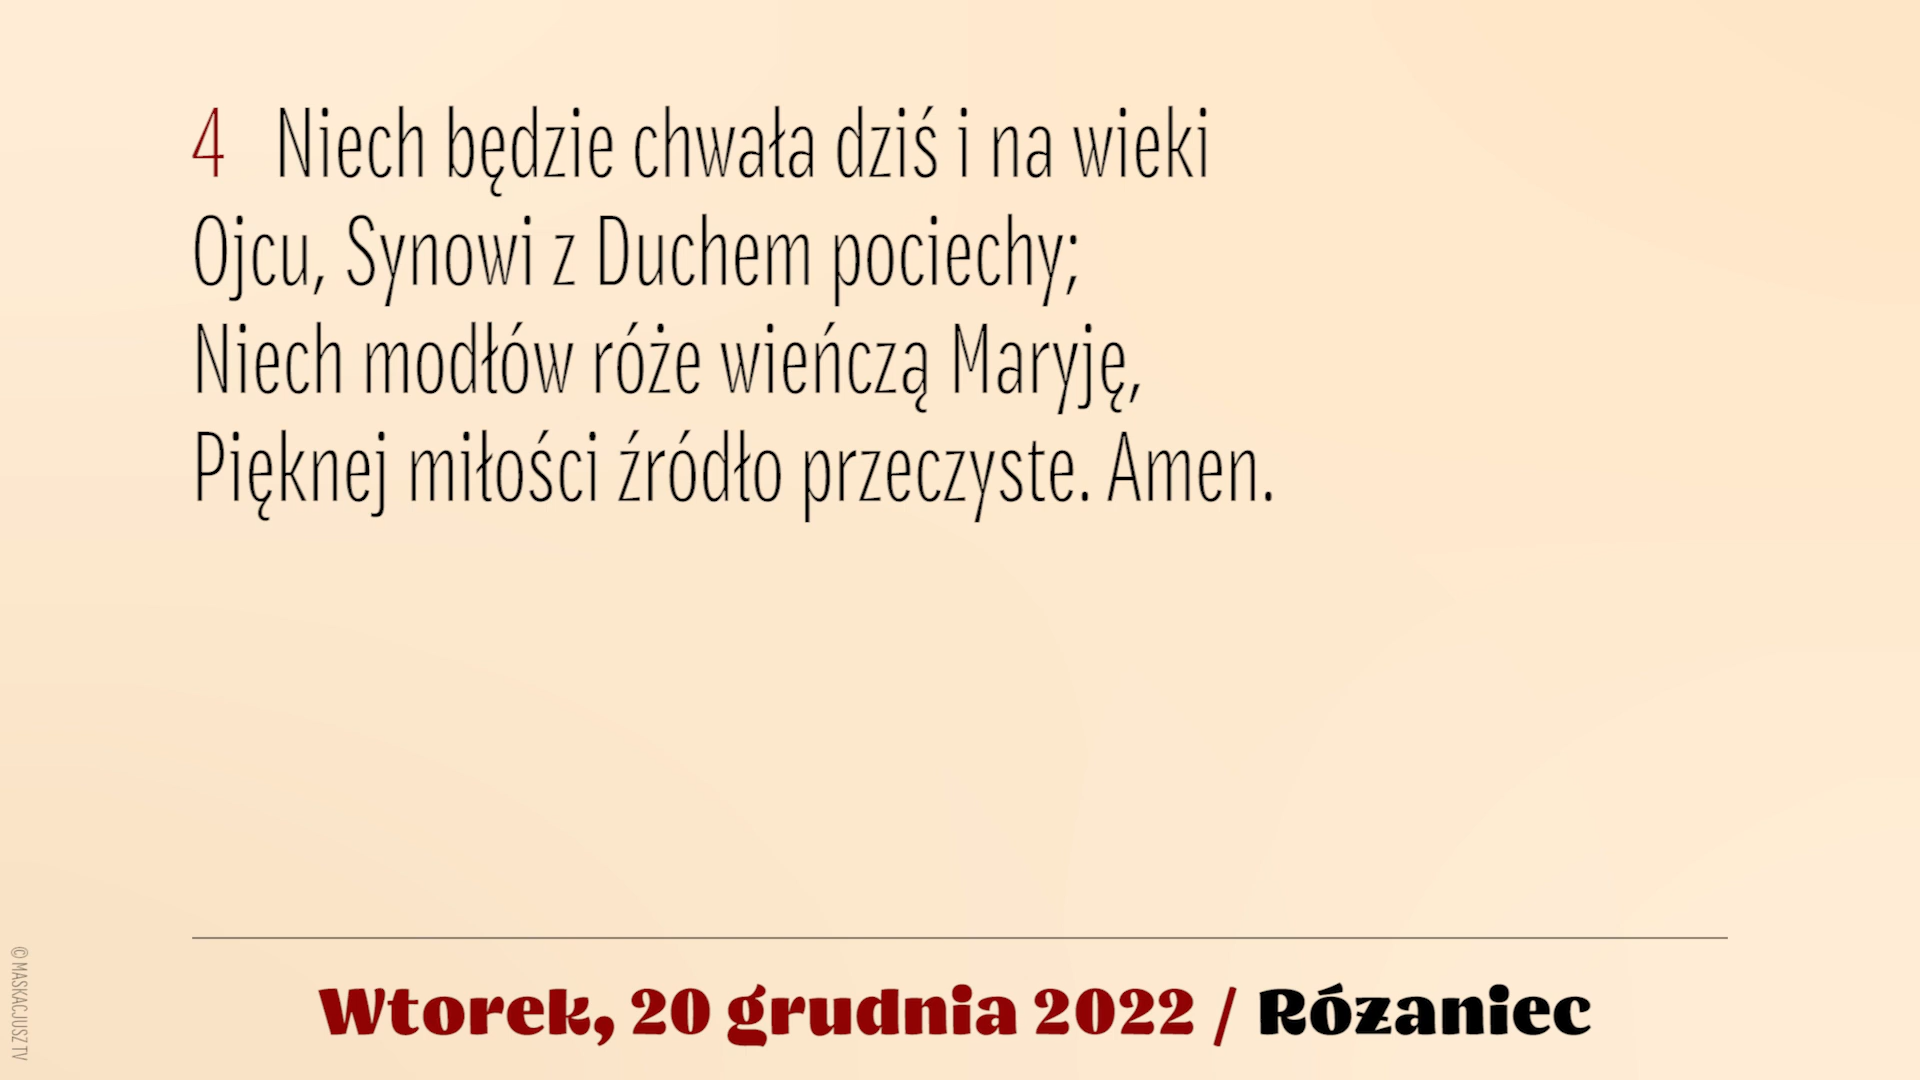 4 Niech będzie chwała dziś i na wieki
Ojcu, Synowi z Duchem pociechy;
Niech modłów róże wieńczą Maryję,
Pięknej miłości źródło przeczyste. Amen.
Wtorek, 20 grudnia 2022 / Różaniec
© MASKACJUSZ TV